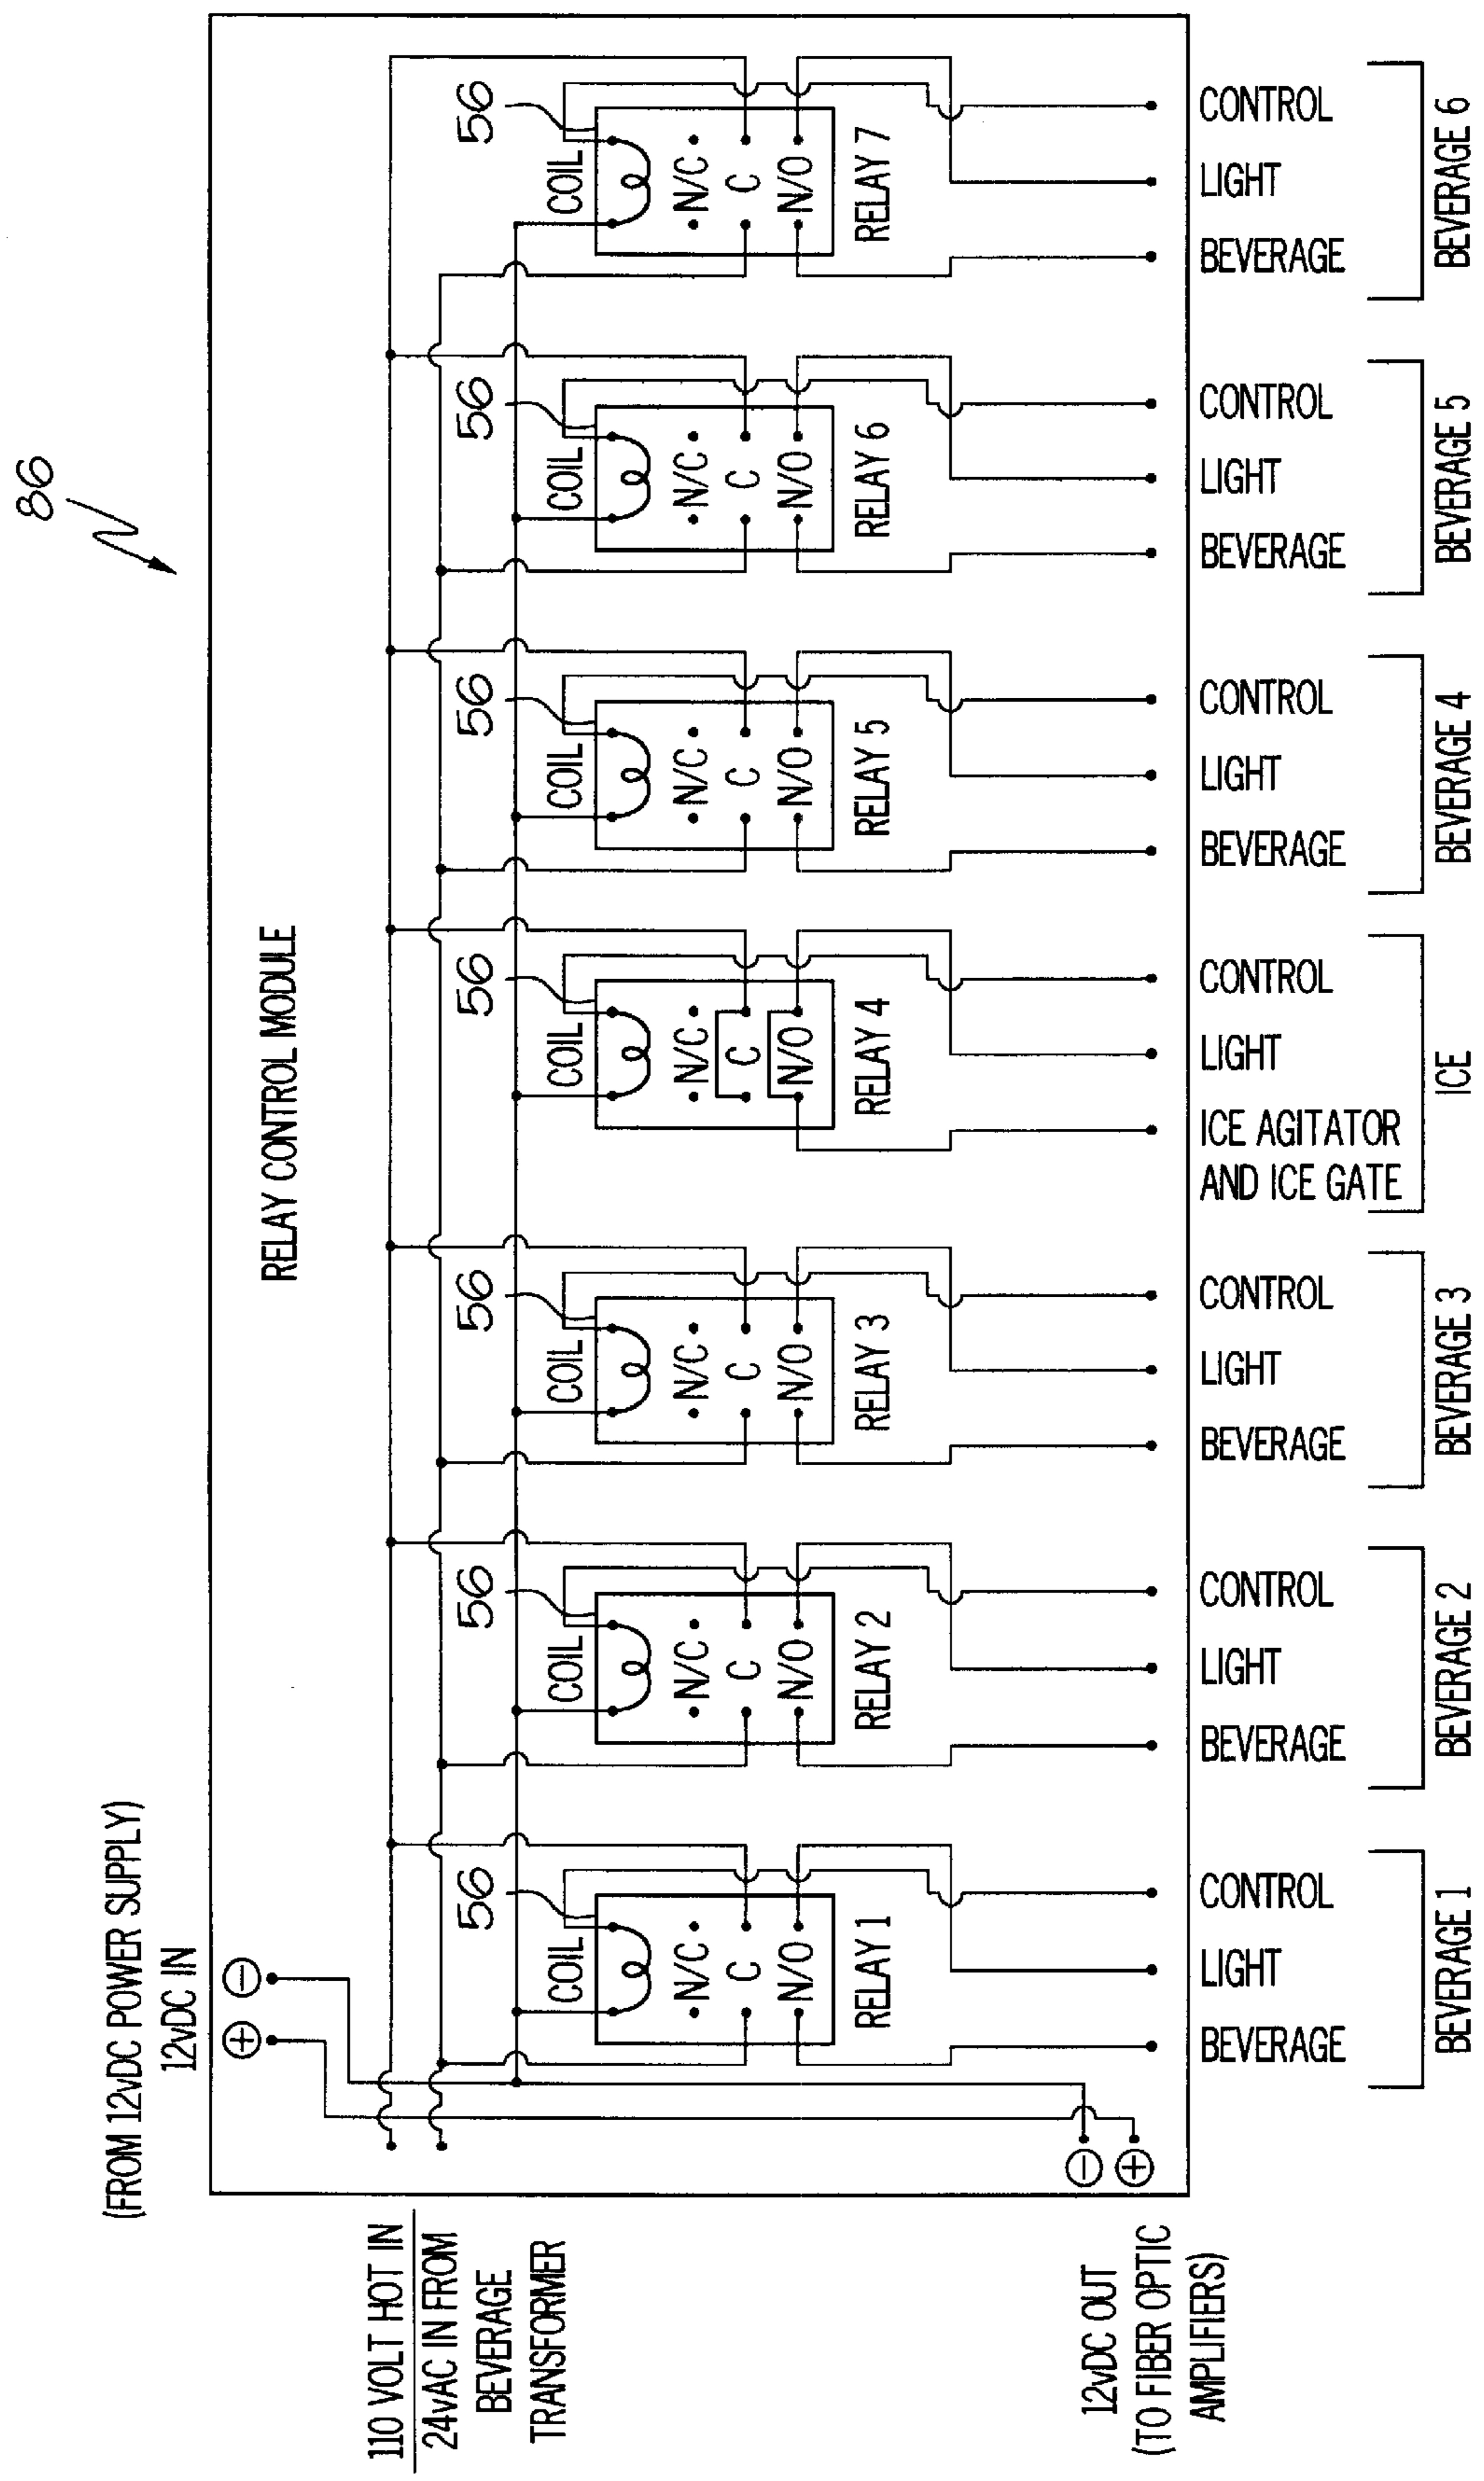 86
RELAY CONTROL MODULE
(FROM 12vDC POWER SUPPLY)
12vDC IN
⊕ ⊖
110 VOLT HOT IN
24vAC IN FROM
BEVERAGE
TRANSFORMER
56 56 56 56 56 56 56
COIL COIL COIL COIL COIL COIL COIL
N/C N/C N/C N/C N/C N/C N/C
C C C C C C C
N/O N/O N/O N/O N/O N/O N/O
RELAY 1 RELAY 2 RELAY 3 RELAY 4 RELAY 5 RELAY 6 RELAY 7
⊖
⊕
12vDC OUT
(TO FIBER OPTIC
AMPLIFIERS)
BEVERAGE LIGHT CONTROL
BEVERAGE 1
BEVERAGE LIGHT CONTROL
BEVERAGE 2
BEVERAGE LIGHT CONTROL
BEVERAGE 3
ICE AGITATOR LIGHT CONTROL
AND ICE GATE
ICE
BEVERAGE LIGHT CONTROL
BEVERAGE 4
BEVERAGE LIGHT CONTROL
BEVERAGE 5
BEVERAGE LIGHT CONTROL
BEVERAGE 6